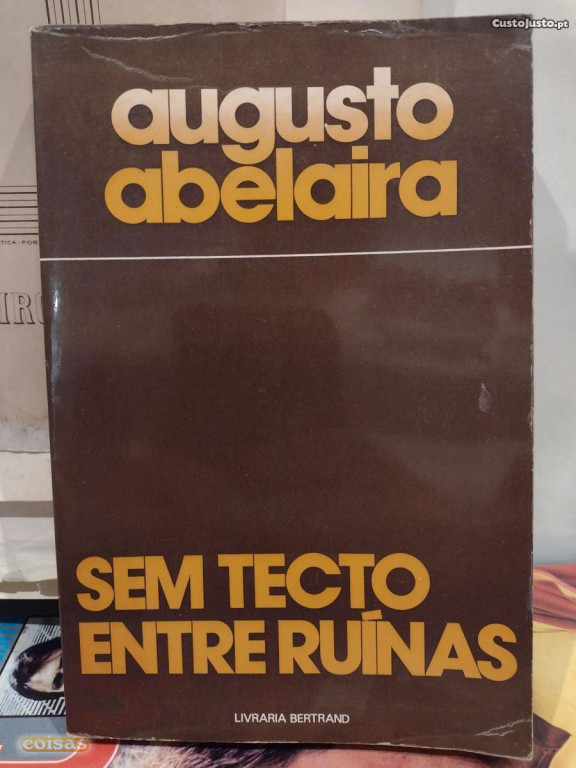 CustoJusto.pt
augusto
abelaira
SEM TECTO
ENTRE RUÍNAS
LIVRARIA BERTRAND
coisas